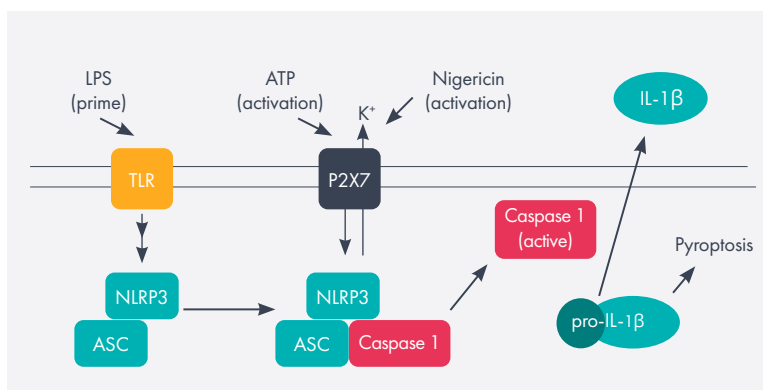 LPS
(prime)
ATP
(activation)
Nigericin
(activation)
K⁺
IL-1β
TLR
P2X7
Caspase 1
(active)
Pyroptosis
NLRP3
ASC
NLRP3
ASC
Caspase 1
pro-IL-1β